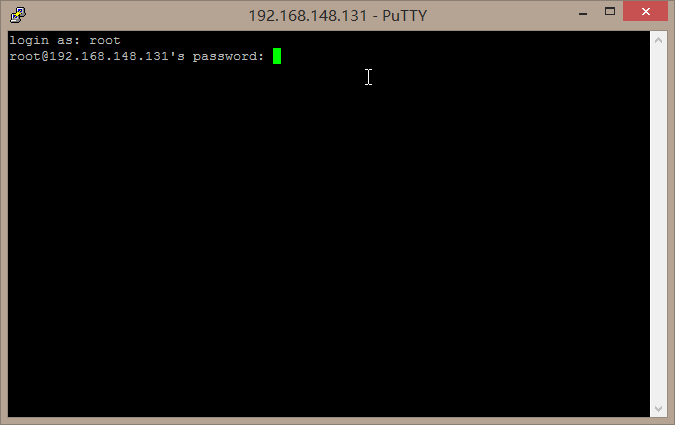 192.168.148.131 - PuTTY
login as: root
root@192.168.148.131's password: